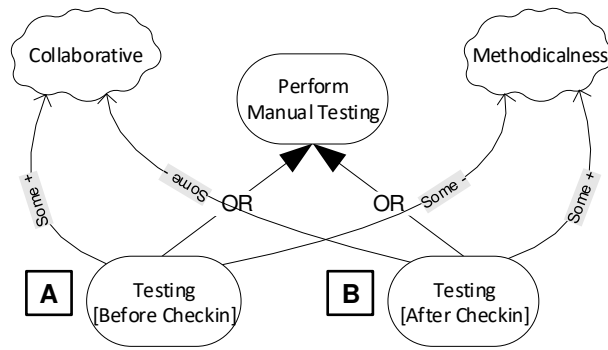 Collaborative
Methodicalness
Perform
Manual Testing
Some +
Some -
OR
OR
Some -
Some +
A
Testing
[Before Checkin]
B
Testing
[After Checkin]